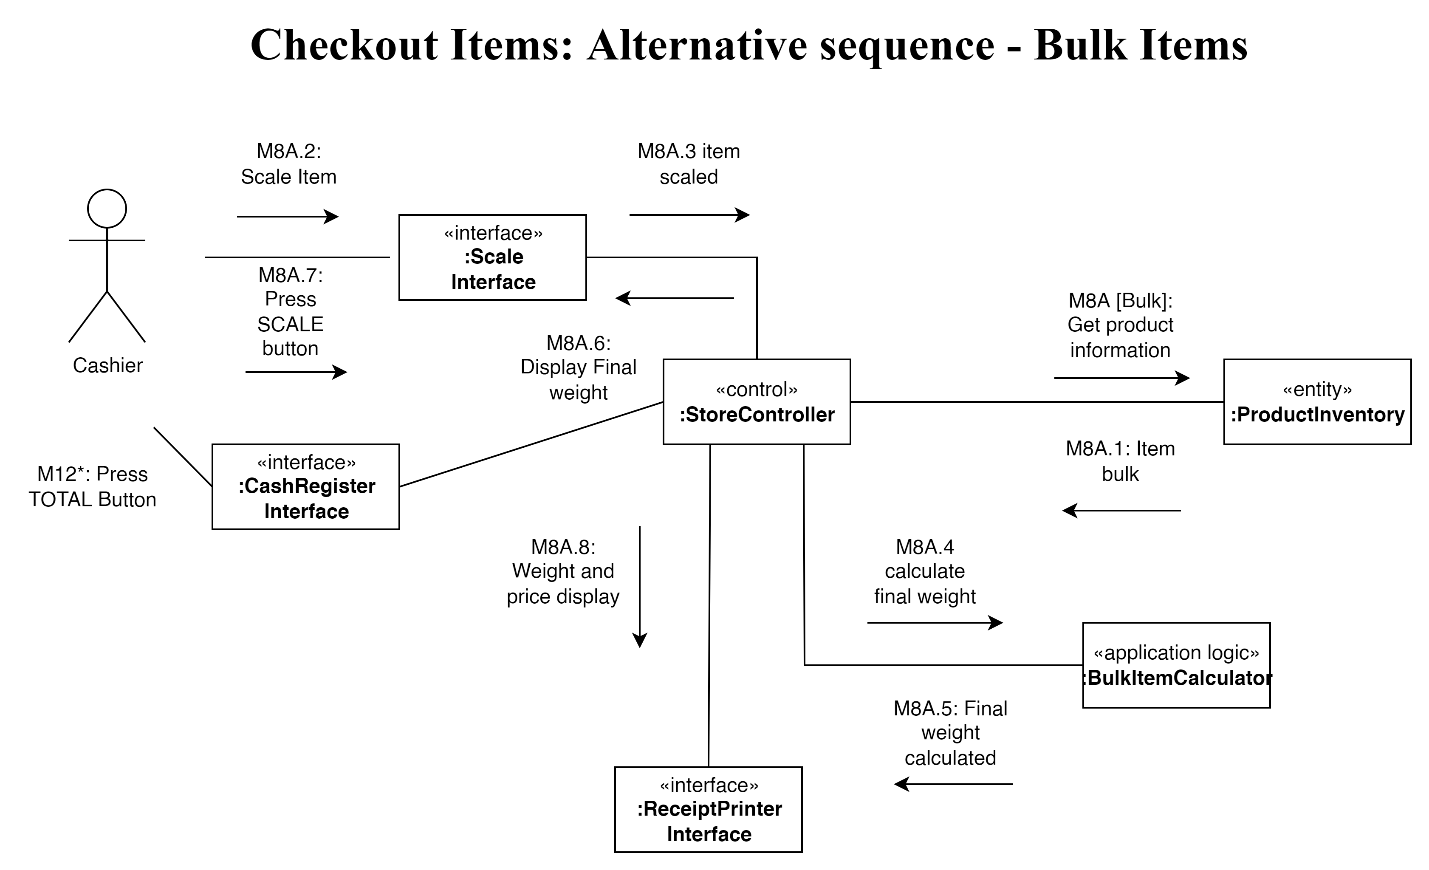 Checkout Items: Alternative sequence - Bulk Items
M8A.2:
Scale Item
M8A.3 item
scaled
«interface»
:Scale
Interface
M8A.7:
Press
SCALE
button
Cashier
M8A.6:
Display Final
weight
M8A [Bulk]:
Get product
information
«control»
:StoreController
«entity»
:ProductInventory
M8A.1: Item
bulk
M12*: Press
TOTAL Button
«interface»
:CashRegister
Interface
M8A.8:
Weight and
price display
M8A.4
calculate
final weight
«application logic»
:BulkItemCalculator
M8A.5: Final
weight
calculated
«interface»
:ReceiptPrinter
Interface